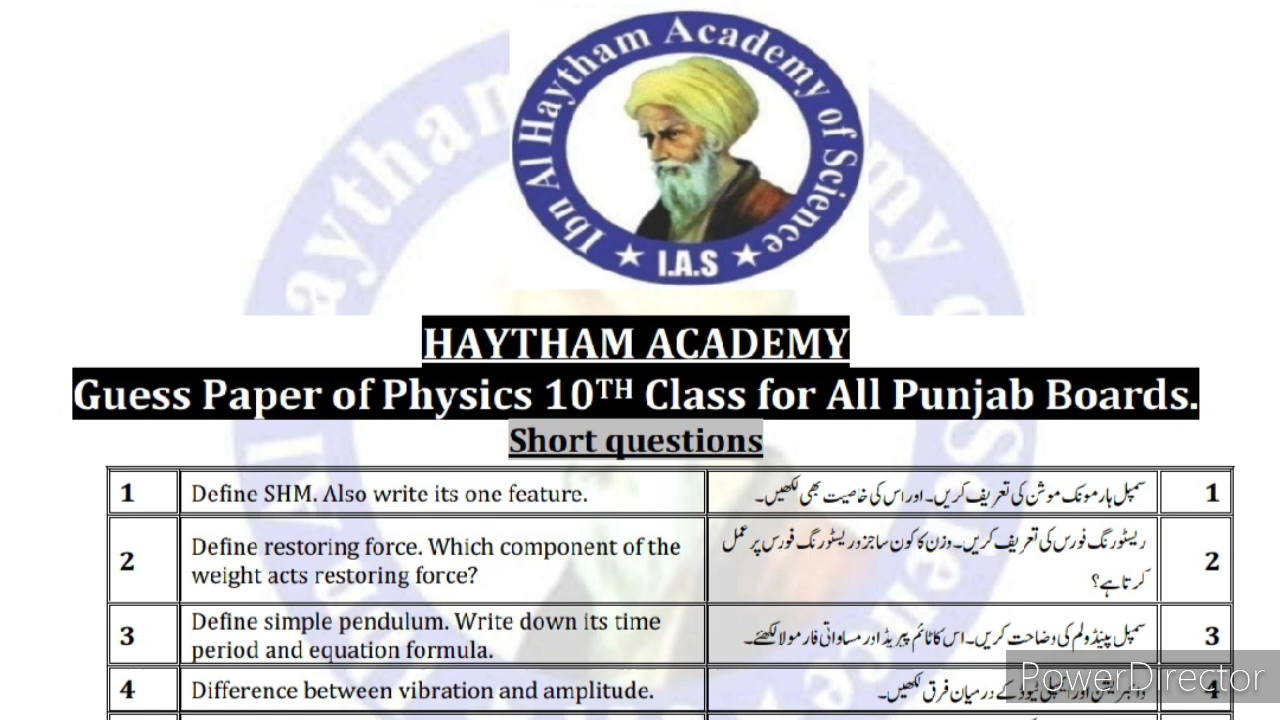 Ibn Al Haytham Academy of Science
I.A.S
HAYTHAM ACADEMY
Guess Paper of Physics 10TH Class for All Punjab Boards.
Short questions
1 Define SHM. Also write its one feature. سمپل ہارمونک موشن کی تعریف کریں۔ اور اس کی خاصیت بھی لکھیں۔ 1
2 Define restoring force. Which component of the weight acts restoring force? ریسٹورنگ فورس کی تعریف کریں۔ وزن کا کون سا جز دریسٹورنگ فورس پر عمل کرتا ہے؟ 2
3 Define simple pendulum. Write down its time period and equation formula. سمپل پینڈولم کی وضاحت کریں۔ اس کا ٹائم پیریڈ اور مساواتی فارمولا لکھئے۔ 3
4 Difference between vibration and amplitude. کے درمیان فرق لکھیں۔ 4
PowerDirector